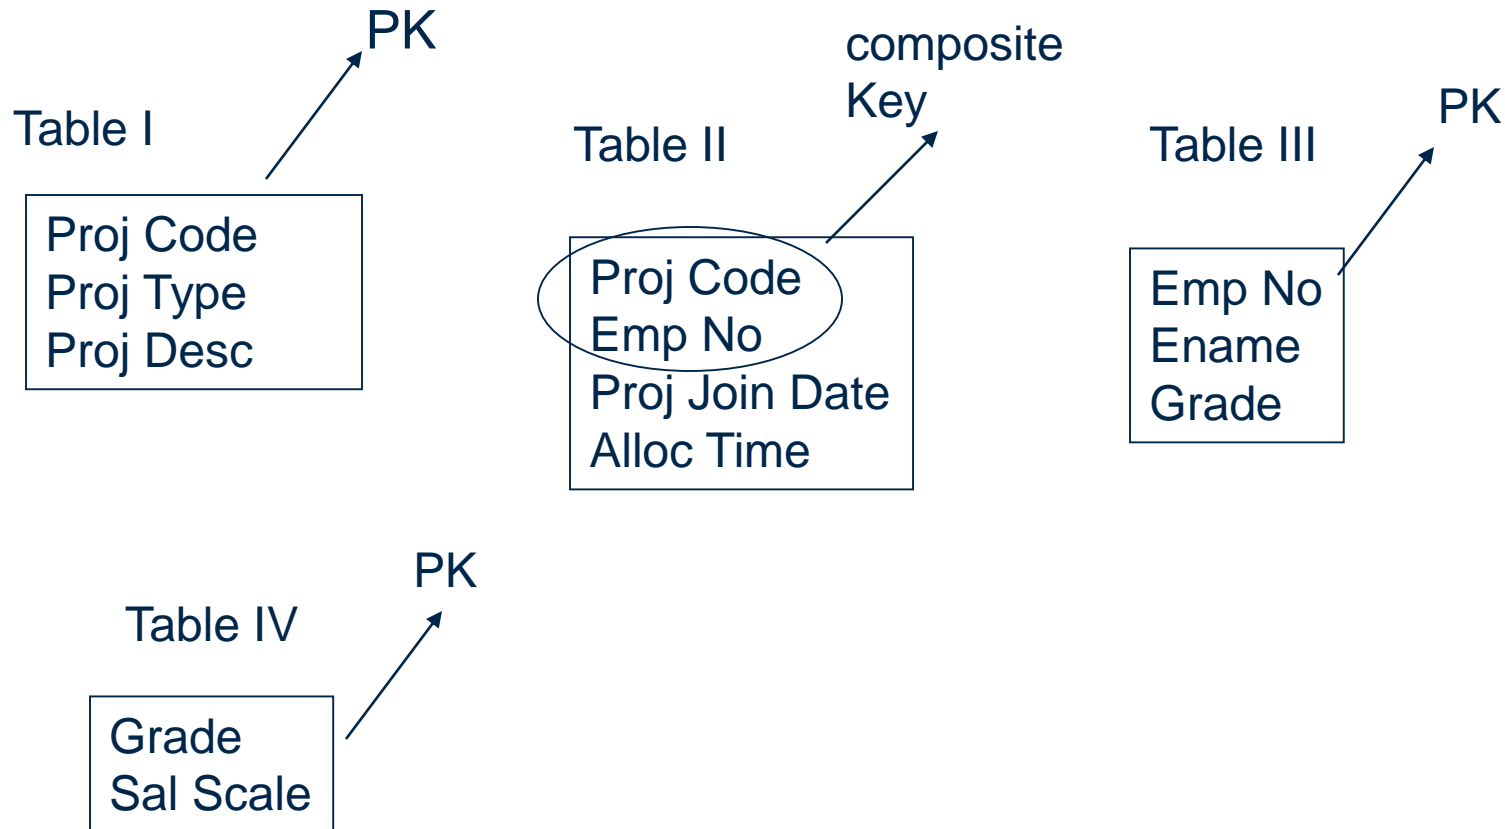 PK
Table I
Proj Code
Proj Type
Proj Desc
composite
Key
Table II
Proj Code
Emp No
Proj Join Date
Alloc Time
PK
Table III
Emp No
Ename
Grade
PK
Table IV
Grade
Sal Scale